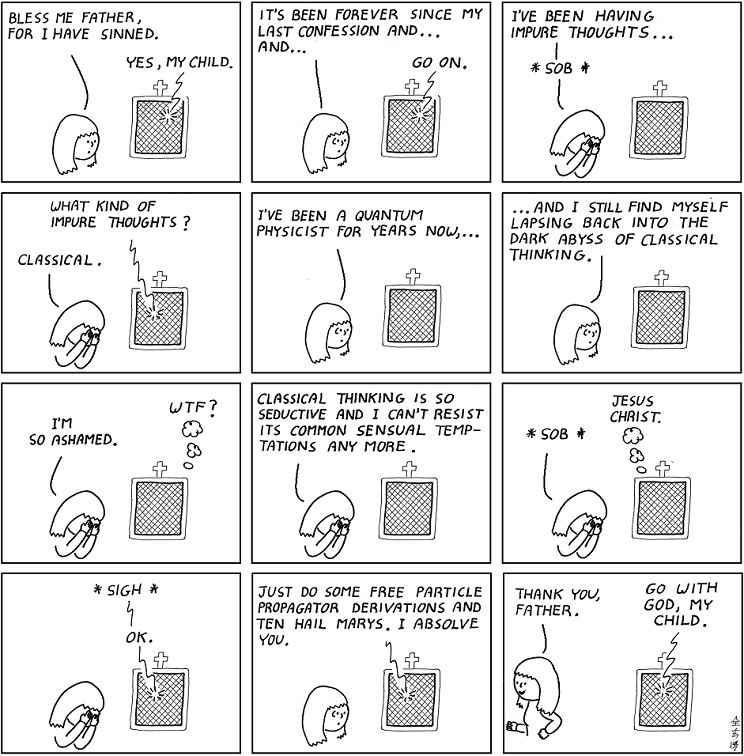 BLESS ME FATHER,
FOR I HAVE SINNED.
YES, MY CHILD.
IT'S BEEN FOREVER SINCE MY
LAST CONFESSION AND...
AND...
GO ON.
I'VE BEEN HAVING
IMPURE THOUGHTS...
* SOB *
WHAT KIND OF
IMPURE THOUGHTS?
CLASSICAL.
I'VE BEEN A QUANTUM
PHYSICIST FOR YEARS NOW,...
...AND I STILL FIND MYSELF
LAPSING BACK INTO THE
DARK ABYSS OF CLASSICAL
THINKING.
I'M
SO ASHAMED.
WTF?
CLASSICAL THINKING IS SO
SEDUCTIVE AND I CAN'T RESIST
ITS COMMON SENSUAL TEMP-
TATIONS ANY MORE.
* SOB *
JESUS
CHRIST.
* SIGH *
OK.
JUST DO SOME FREE PARTICLE
PROPAGATOR DERIVATIONS AND
TEN HAIL MARYS. I ABSOLVE
YOU.
THANK YOU,
FATHER.
GO WITH
GOD, MY
CHILD.